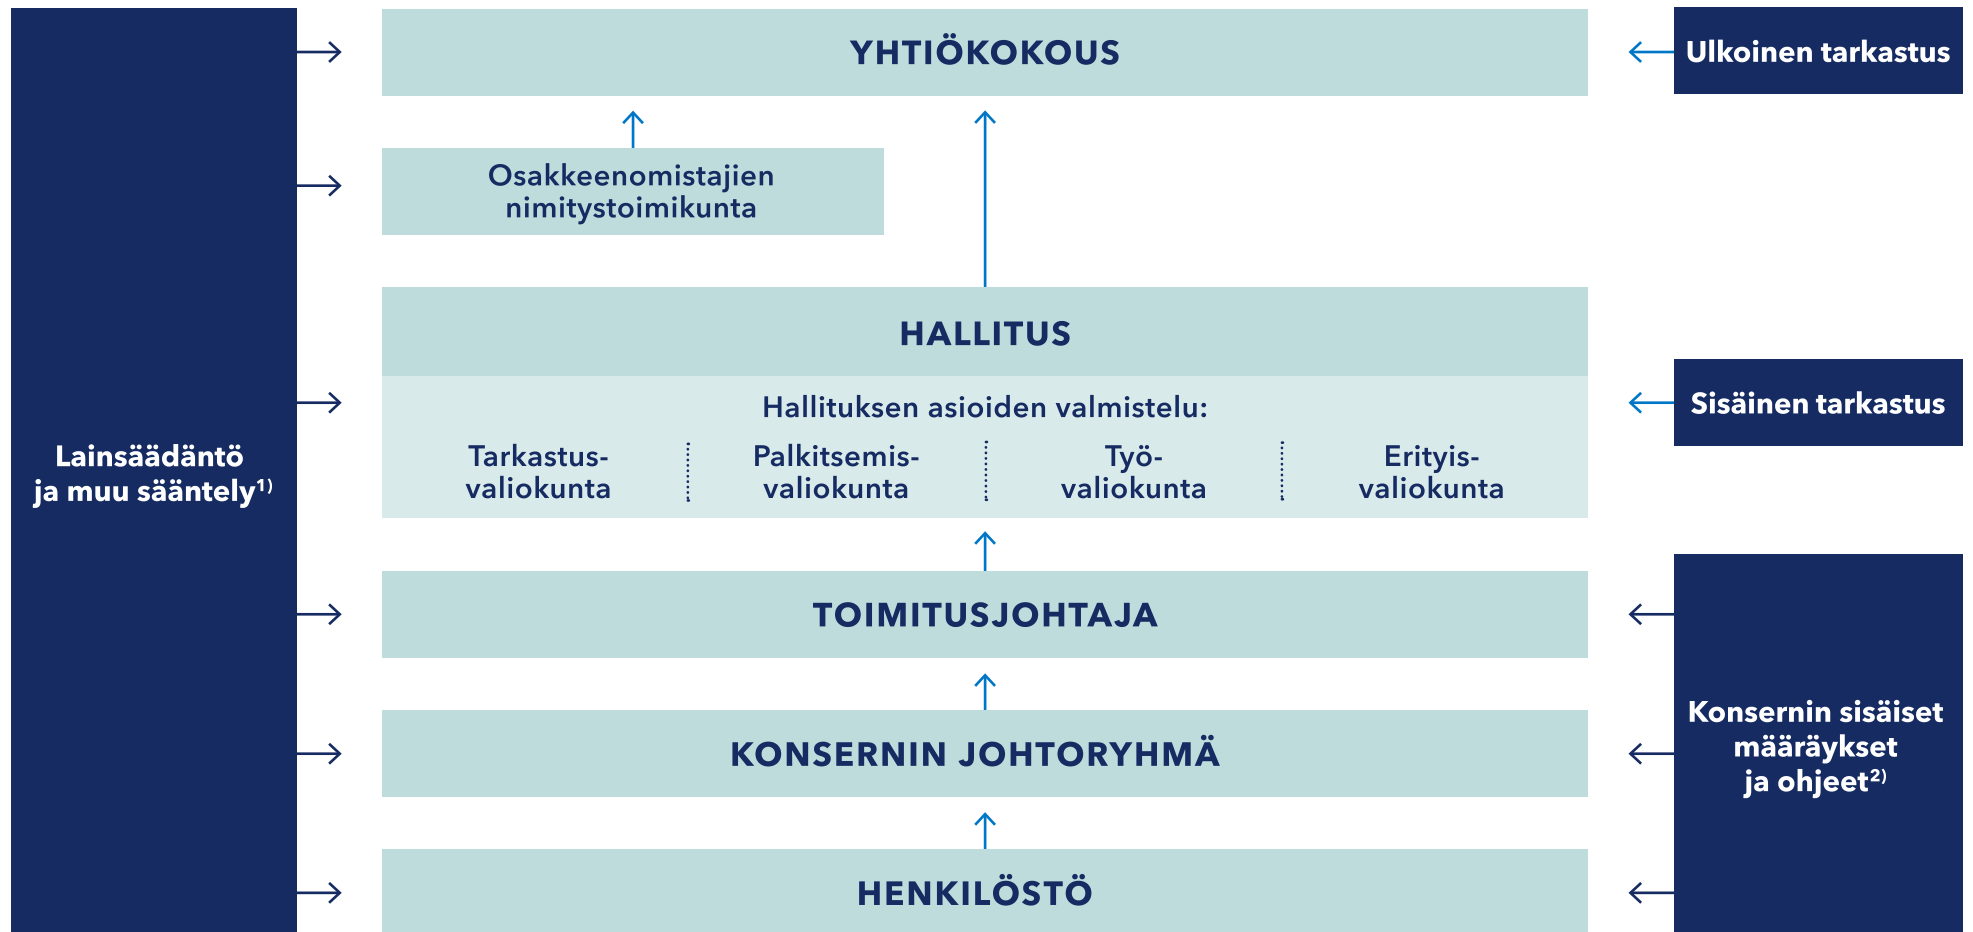 YHTIÖKOKOUS
Ulkoinen tarkastus
Osakkeenomistajien
nimitystoimikunta
HALLITUS
Hallituksen asioiden valmistelu:
Tarkastus-
valiokunta
Palkitsemis-
valiokunta
Työ-
valiokunta
Erityis-
valiokunta
Sisäinen tarkastus
Lainsäädäntö
ja muu sääntely¹⁾
TOIMITUSJOHTAJA
KONSERNIN JOHTORYHMÄ
HENKILÖSTÖ
Konsernin sisäiset
määräykset
ja ohjeet²⁾